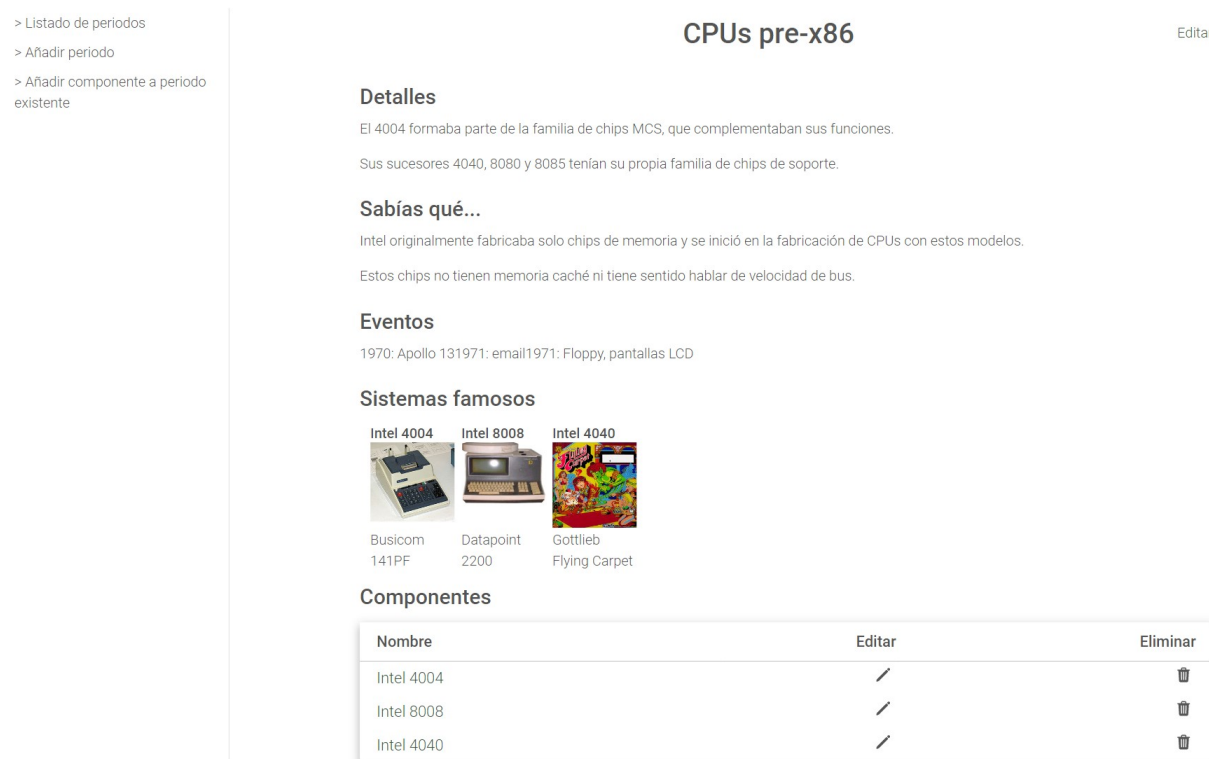 > Listado de periodos
> Añadir periodo
> Añadir componente a periodo
existente
CPUs pre-x86
Editar
Detalles
El 4004 formaba parte de la familia de chips MCS, que complementaban sus funciones.
Sus sucesores 4040, 8080 y 8085 tenían su propia familia de chips de soporte.
Sabías qué...
Intel originalmente fabricaba solo chips de memoria y se inició en la fabricación de CPUs con estos modelos.
Estos chips no tienen memoria caché ni tiene sentido hablar de velocidad de bus.
Eventos
1970: Apollo 131971: email1971: Floppy, pantallas LCD
Sistemas famosos
Intel 4004 Intel 8008 Intel 4040
Busicom Datapoint Gottlieb
141PF 2200 Flying Carpet
Componentes
Nombre Editar Eliminar
Intel 4004
Intel 8008
Intel 4040